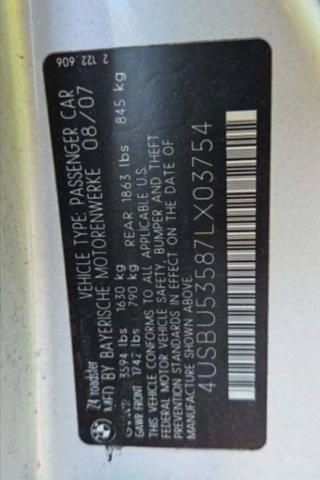 2 122 606
Z4 roadster VEHICLE TYPE: PASSENGER CAR
MFD BY BAYERISCHE MOTORENWERKE 08/07
GVWR 3594 lbs 1630 kg
GAWR FRONT 1742 lbs 790 kg REAR 1863 lbs 845 kg
THIS CONFORMS TO ALL APPLICABLE U.S.
FEDERAL MOTOR VEHICLE SAFETY, BUMPER AND THEFT
PREVENTION STANDARDS IN EFFECT ON THE DATE OF
MANUFACTURE SHOWN ABOVE.
4USBU53587LX03754